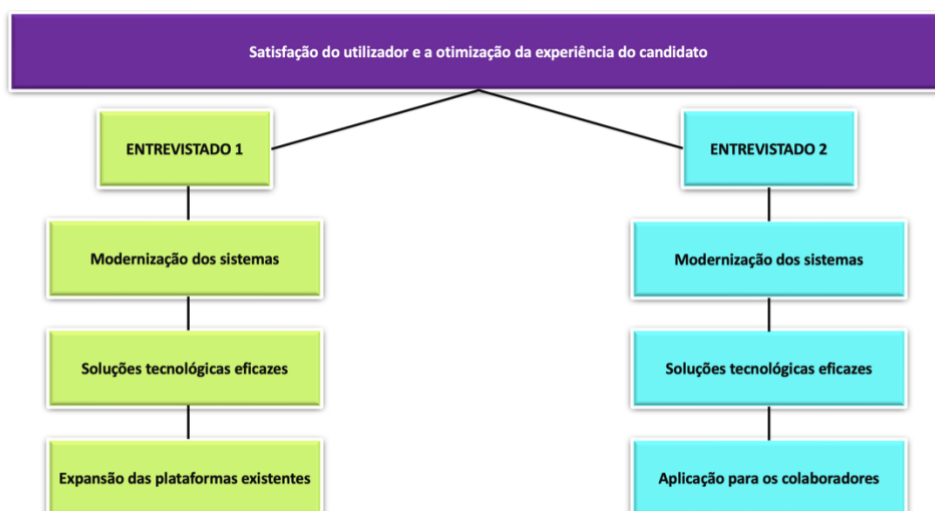 Satisfação do utilizador e a otimização da experiência do candidato
ENTREVISTADO 1
ENTREVISTADO 2
Modernização dos sistemas
Modernização dos sistemas
Soluções tecnológicas eficazes
Soluções tecnológicas eficazes
Expansão das plataformas existentes
Aplicação para os colaboradores